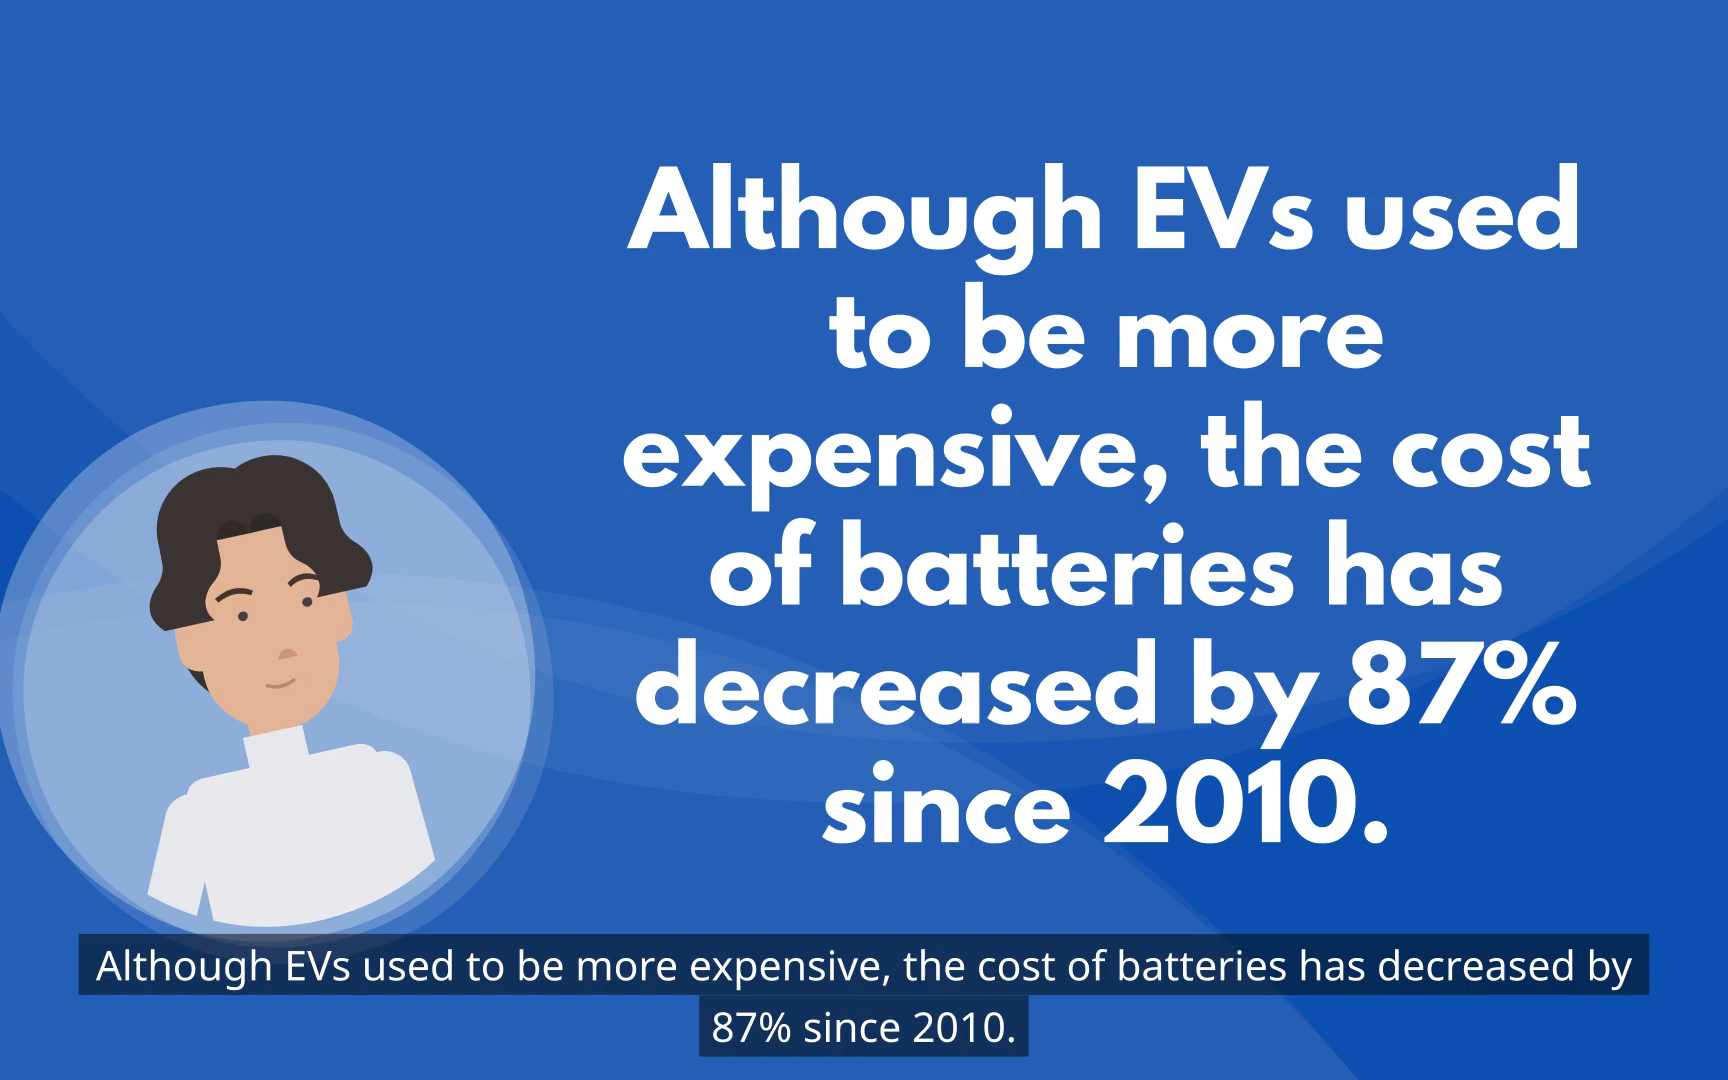 Although EVs used
to be more
expensive, the cost
of batteries has
decreased by 87%
since 2010.
Although EVs used to be more expensive, the cost of batteries has decreased by
87% since 2010.